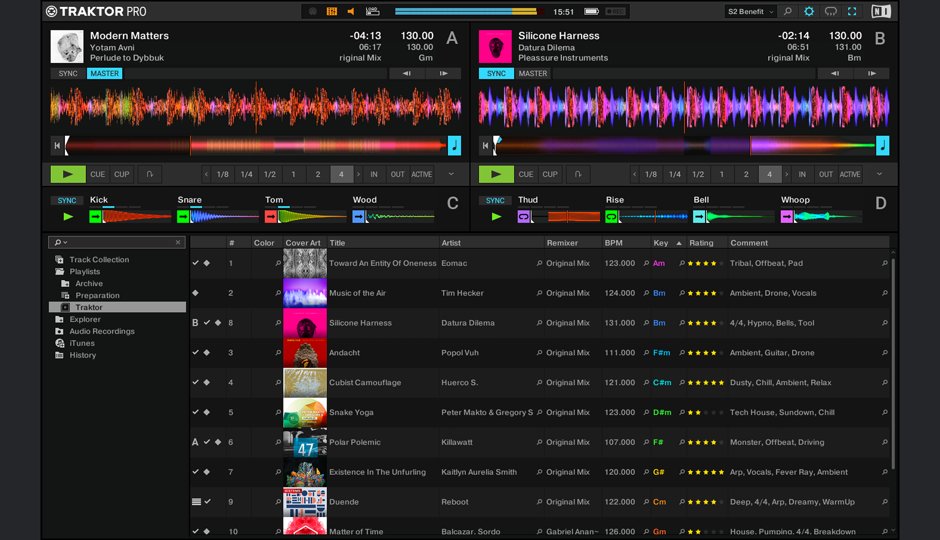 TRAKTOR PRO
LOAD
15:51
REC
S2 Benefit
NI
Modern Matters -04:13 130.00 A
Yotam Avni 06:17 130.00
Perlude to Dybbuk riginal Mix Gm
SYNC MASTER
CUE CUP 1/8 1/4 1/2 1 2 4 IN OUT ACTIVE
Silicone Harness -02:14 130.00 B
Datura Dilema 06:51 131.00
Pleassure Instruments riginal Mix Bm
SYNC MASTER
CUE CUP 1/8 1/4 1/2 1 2 4 IN OUT ACTIVE
SYNC Kick Snare Tom Wood C
SYNC Thud Rise Bell Whoop D
Track Collection
Playlists
Archive
Preparation
Traktor
Explorer
Audio Recordings
iTunes
History
# Color Cover Art Title Artist Remixer BPM Key Rating Comment
1 Toward An Entity Of Oneness Eomac Original Mix 123.000 Am Tribal, Offbeat, Pad
2 Music of the Air Tim Hecker Original Mix 124.000 Bm Ambient, Drone, Vocals
B 8 Silicone Harness Datura Dilema Original Mix 131.000 Bm 4/4, Hypno, Bells, Tool
3 Andacht Popol Vuh Original Mix 111.000 F#m Ambient, Guitar, Drone
4 Cubist Camouflage Huerco S. Original Mix 121.000 C#m Dusty, Chill, Ambient, Relax
5 Snake Yoga Peter Makto & Gregory S Original Mix 123.000 D#m Tech House, Sundown, Chill
A 6 47 Polar Polemic Killawatt Original Mix 107.000 F# Monster, Offbeat, Driving
7 Existence In The Unfurling Kaitlyn Aurelia Smith Original Mix 120.000 G# Arp, Vocals, Fever Ray, Ambient
9 Duende Reboot Original Mix 122.000 Cm Deep, 4/4, Arp, Dreamy, WarmUp
10 Matter of Time Balcazar, Sordo Gabriel Anan~ 126.000 Gm House, Pumping, 4/4, Breakdown